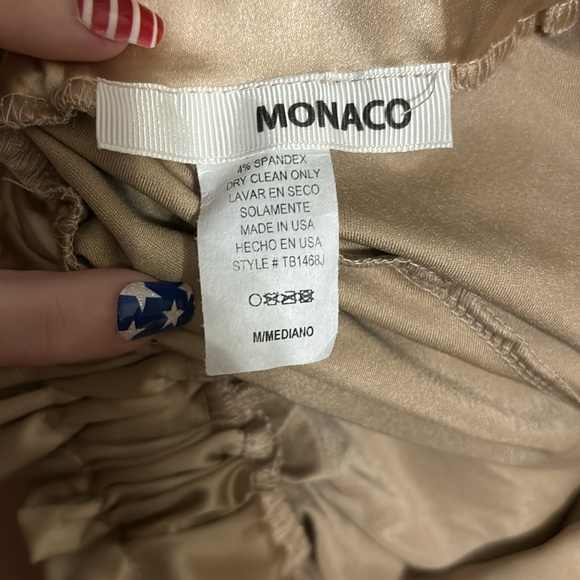 MONACO
4% SPANDEX
DRY CLEAN ONLY
LAVAR EN SECO
SOLAMENTE
MADE IN USA
HECHO EN USA
STYLE # TB1468J
M/MEDIANO